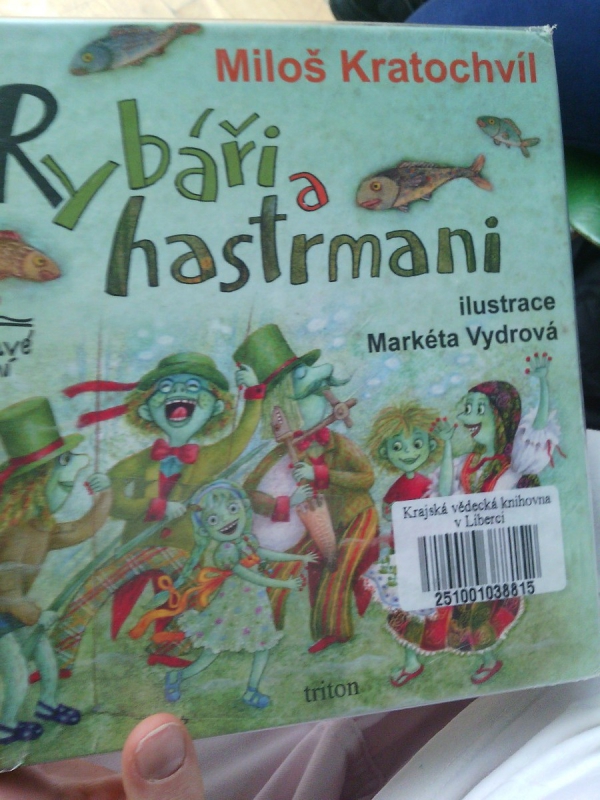 Miloš Kratochvíl
Rybáři a
hastrmani
ilustrace
Markéta Vydrová
Krajská vědecká knihovna
v Liberci
251001038815
triton